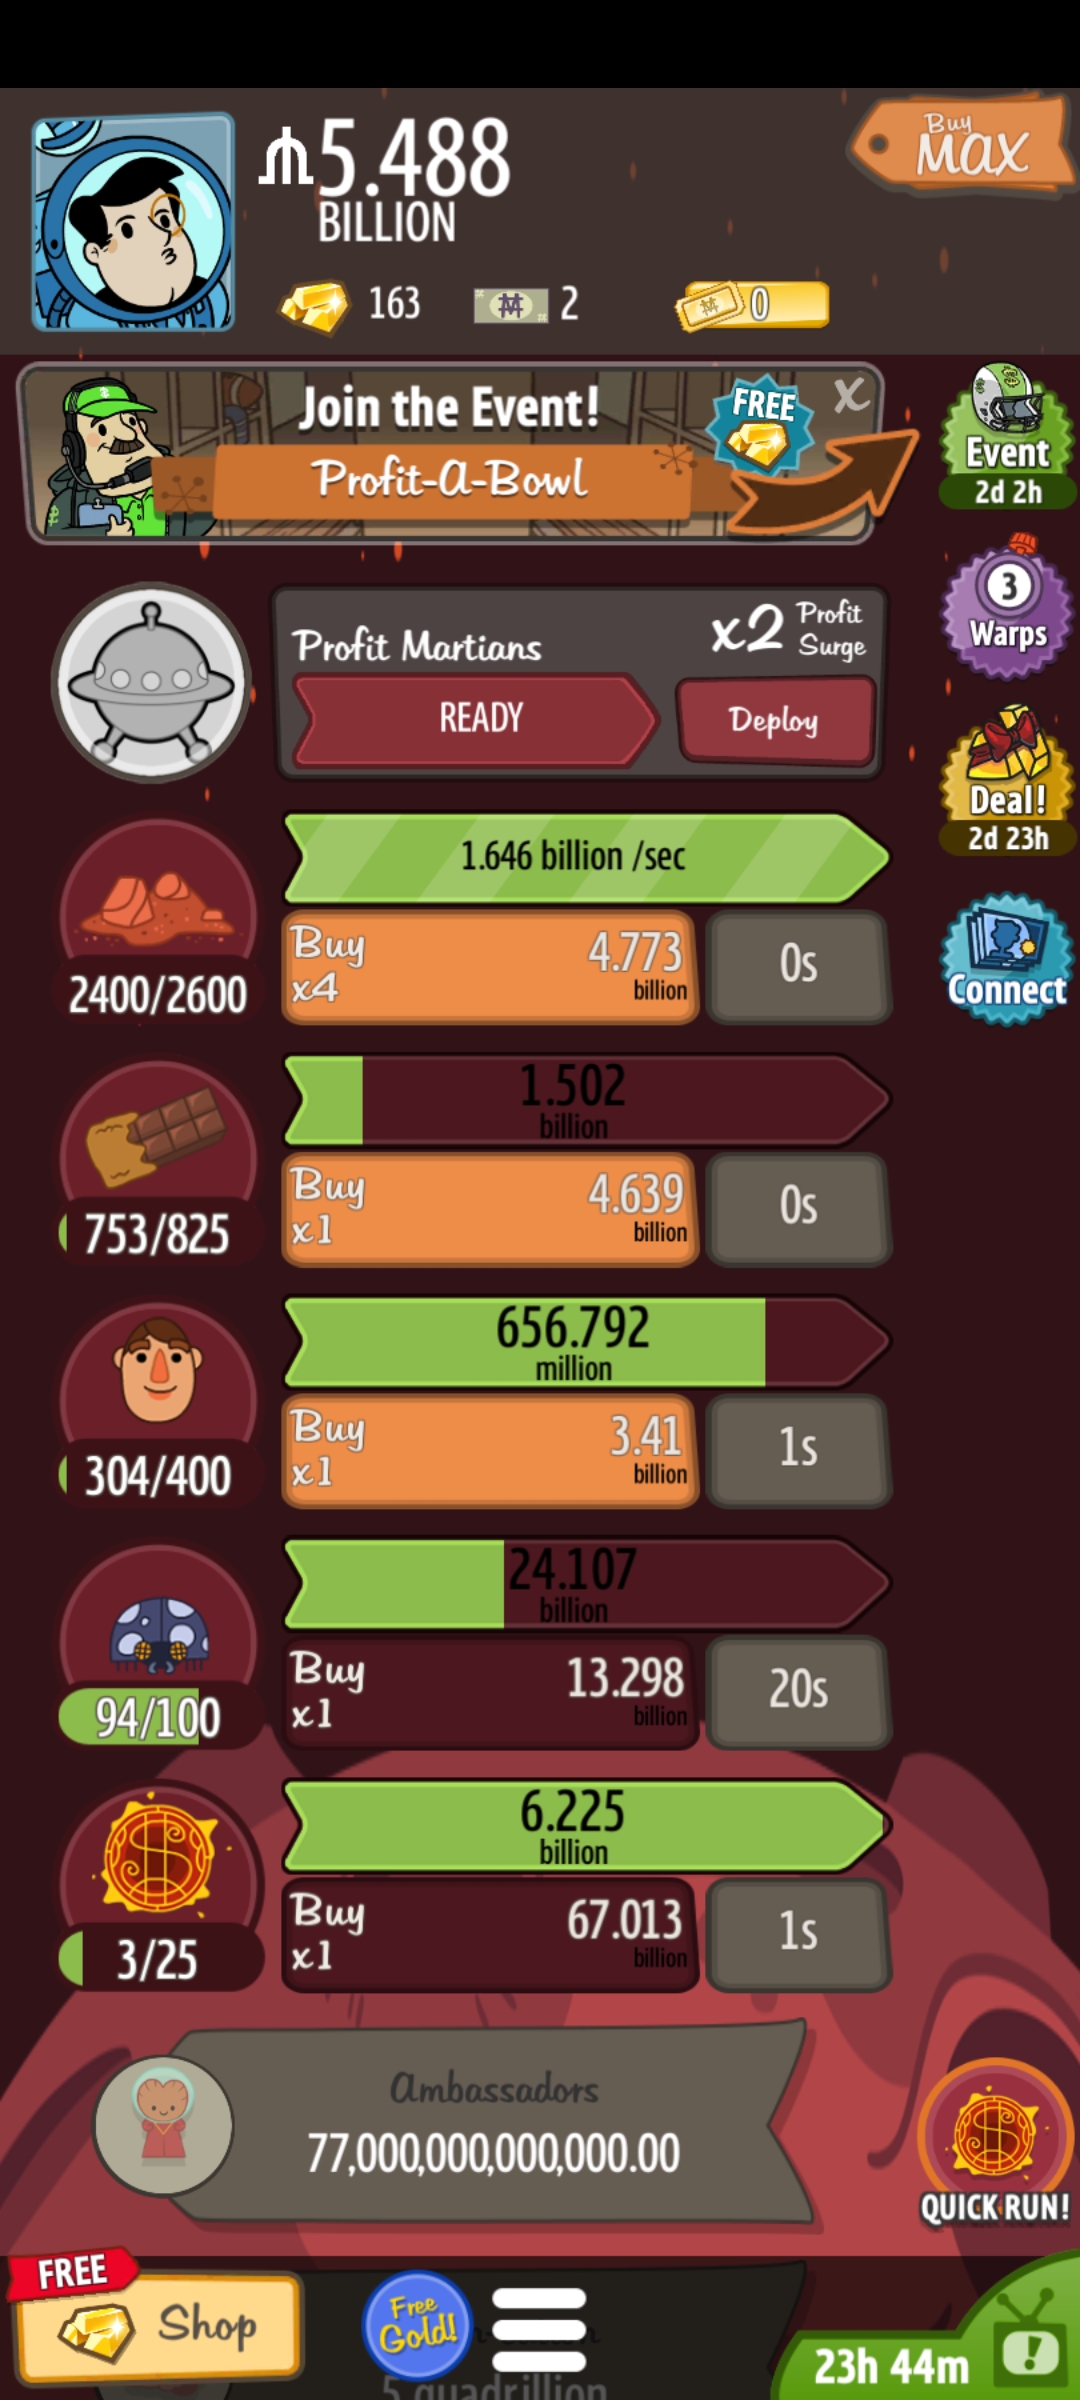 5.488
BILLION
Buy
MAX
163
2
0
Join the Event!
Profit-A-Bowl
FREE
X
Event
2d 2h
3
Warps
Profit Martians
x2 Profit
Surge
READY
Deploy
Deal!
2d 23h
1.646 billion /sec
2400/2600
Buy
x4
4.773
billion
0s
Connect
1.502
billion
753/825
Buy
x1
4.639
billion
0s
656.792
million
304/400
Buy
x1
3.41
billion
1s
24.107
billion
94/100
Buy
x1
13.298
billion
20s
6.225
billion
3/25
Buy
x1
67.013
billion
1s
Ambassadors
77,000,000,000,000.00
QUICK RUN!
FREE
Shop
Free
Gold!
23h 44m
5 quadrillion